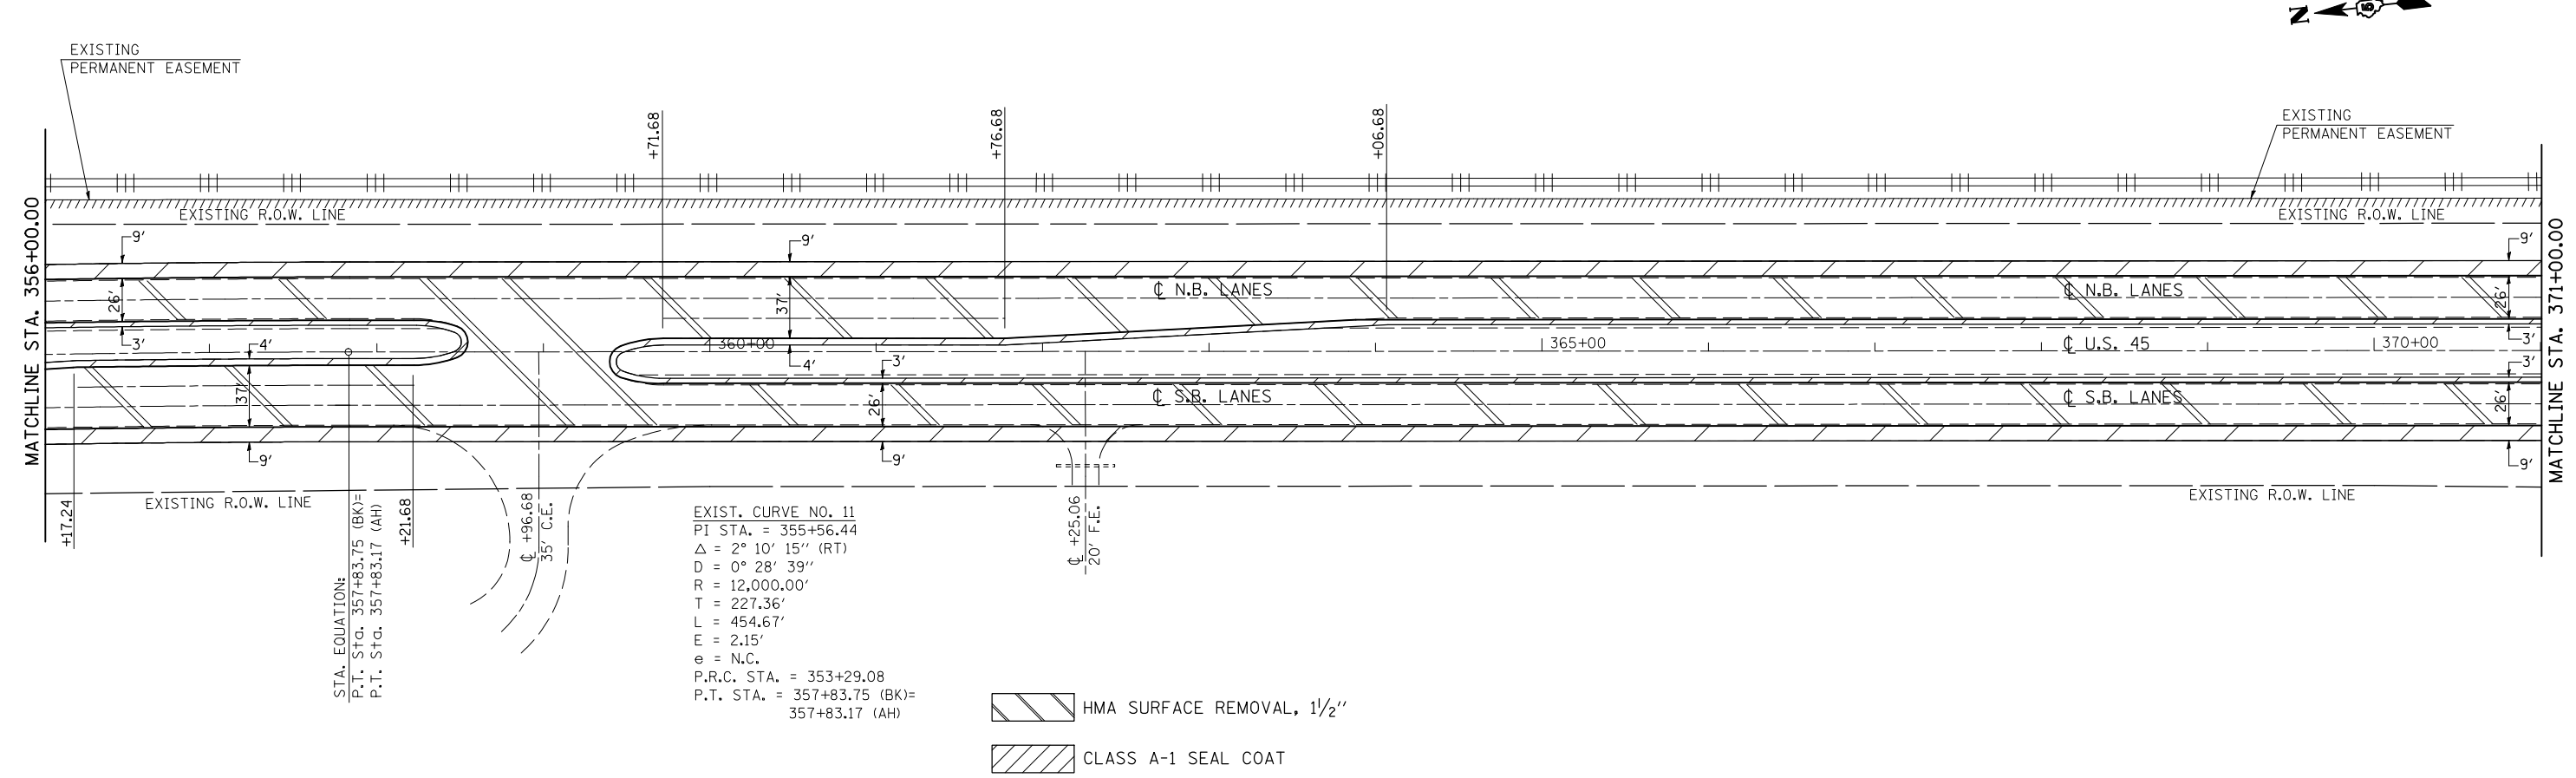 N
EXISTING
PERMANENT EASEMENT
EXISTING
PERMANENT EASEMENT
+71.68
+76.68
+06.68
EXISTING R.O.W. LINE
EXISTING R.O.W. LINE
MATCHLINE STA. 356+00.00
MATCHLINE STA. 371+00.00
9'
9'
9'
26'
37'
26'
℄ N.B. LANES
℄ N.B. LANES
3'
4'
360+00
365+00
℄ U.S. 45
370+00
3'
4'
3'
3'
37'
26'
26'
℄ S.B. LANES
℄ S.B. LANES
9'
9'
9'
EXISTING R.O.W. LINE
EXISTING R.O.W. LINE
+17.24
STA. EQUATION:
P.T. Sta. 357+83.75 (BK)=
P.T. Sta. 357+83.17 (AH)
+21.68
℄ +96.68
35' C.E.
℄ +25.06
20' F.E.
EXIST. CURVE NO. 11
PI STA. = 355+56.44
Δ = 2° 10' 15'' (RT)
D = 0° 28' 39''
R = 12,000.00'
T = 227.36'
L = 454.67'
E = 2.15'
e = N.C.
P.R.C. STA. = 353+29.08
P.T. STA. = 357+83.75 (BK)=
357+83.17 (AH)
HMA SURFACE REMOVAL, 1 1/2''
CLASS A-1 SEAL COAT